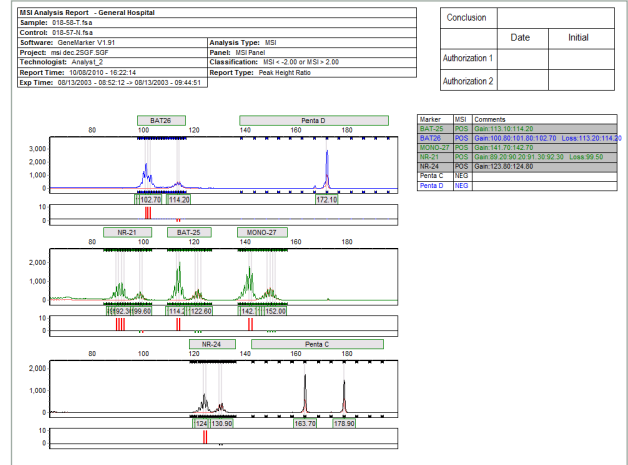 MSI Analysis Report - General Hospital
Sample: 018-58-T.fsa
Control: 018-57-N.fsa
Software: GeneMarker V1.91 Analysis Type: MSI
Project: msi dec.2SGF.SGF Panel: MSI Panel
Technologist: Analyst_2 Classification: MSI < -2.00 or MSI > 2.00
Report Time: 10/08/2010 - 16:22:14 Report Type: Peak Height Ratio
Exp Time: 08/13/2003 - 08:52:12 -> 08/13/2003 - 09:44:51
Conclusion
Date Initial
Authorization 1
Authorization 2
Marker MSI Comments
BAT-25 POS Gain:113.10:114.20
BAT26 POS Gain:100.80:101.80:102.70 Loss:113.20:114.20
MONO-27 POS Gain:141.70:142.70
NR-21 POS Gain:89.20:90.20:91.30:92.30 Loss:99.50
NR-24 POS Gain:123.80:124.80
Penta C NEG
Penta D NEG
BAT26 Penta D
80 100 120 140 160 180
3,000
2,000
1,000
0
102.70 114.20 172.10
10
0
NR-21 BAT-25 MONO-27
80 100 120 140 160 180
2,000
1,000
0
99.60 122.60 152.00
10
0
NR-24 Penta C
80 100 120 140 160 180
2,000
1,000
0
124 130.90 163.70 178.90
10
0